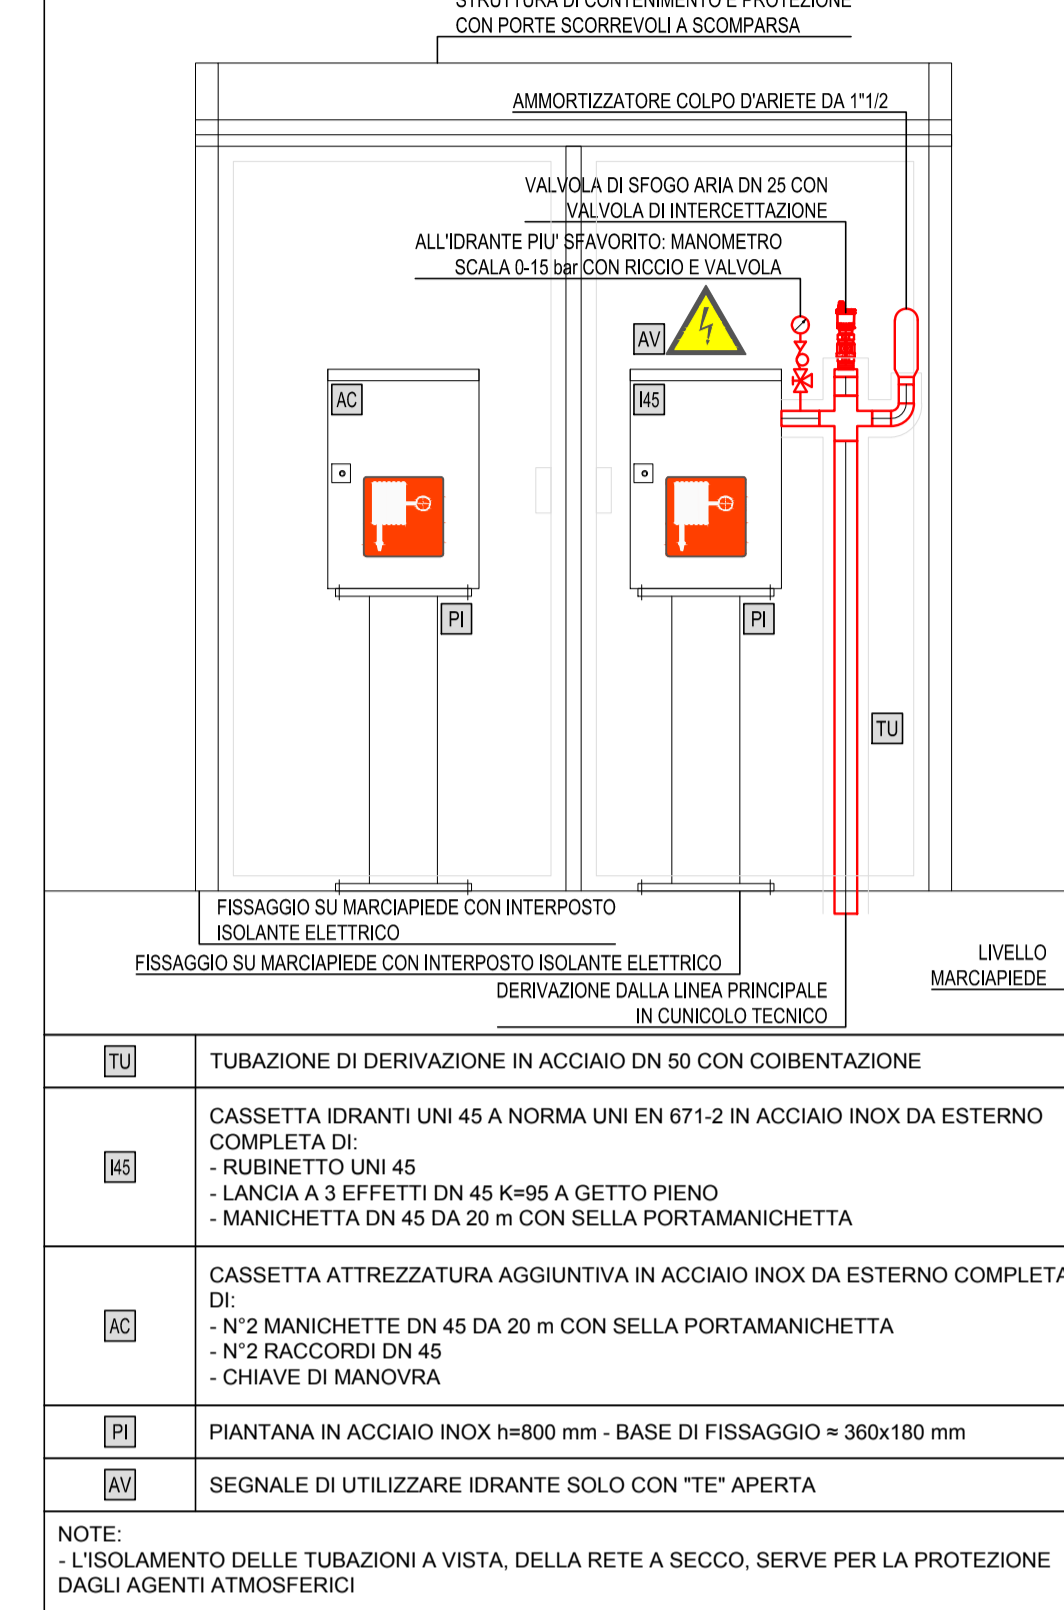 STRUTTURA DI CONTENIMENTO E PROTEZIONE
CON PORTE SCORREVOLI A SCOMPARSA
AMMORTIZZATORE COLPO D'ARIETE DA 1"1/2
VALVOLA DI SFOGO ARIA DN 25 CON
VALVOLA DI INTERCETTAZIONE
ALL'IDRANTE PIU' SFAVORITO: MANOMETRO
SCALA 0-15 bar CON RICCIO E VALVOLA
AV
AC
I45
PI
PI
TU
FISSAGGIO SU MARCIAPIEDE CON INTERPOSTO
ISOLANTE ELETTRICO
FISSAGGIO SU MARCIAPIEDE CON INTERPOSTO ISOLANTE ELETTRICO
LIVELLO
MARCIAPIEDE
DERIVAZIONE DALLA LINEA PRINCIPALE
IN CUNICOLO TECNICO
TU
TUBAZIONE DI DERIVAZIONE IN ACCIAIO DN 50 CON COIBENTAZIONE
I45
CASSETTA IDRANTI UNI 45 A NORMA UNI EN 671-2 IN ACCIAIO INOX DA ESTERNO
COMPLETA DI:
- RUBINETTO UNI 45
- LANCIA A 3 EFFETTI DN 45 K=95 A GETTO PIENO
- MANICHETTA DN 45 DA 20 m CON SELLA PORTAMANICHETTA
AC
CASSETTA ATTREZZATURA AGGIUNTIVA IN ACCIAIO INOX DA ESTERNO COMPLETA
DI:
- N°2 MANICHETTE DN 45 DA 20 m CON SELLA PORTAMANICHETTA
- N°2 RACCORDI DN 45
- CHIAVE DI MANOVRA
PI
PIANTANA IN ACCIAIO INOX h=800 mm - BASE DI FISSAGGIO ≈ 360x180 mm
AV
SEGNALE DI UTILIZZARE IDRANTE SOLO CON "TE" APERTA
NOTE:
- L'ISOLAMENTO DELLE TUBAZIONI A VISTA, DELLA RETE A SECCO, SERVE PER LA PROTEZIONE
DAGLI AGENTI ATMOSFERICI